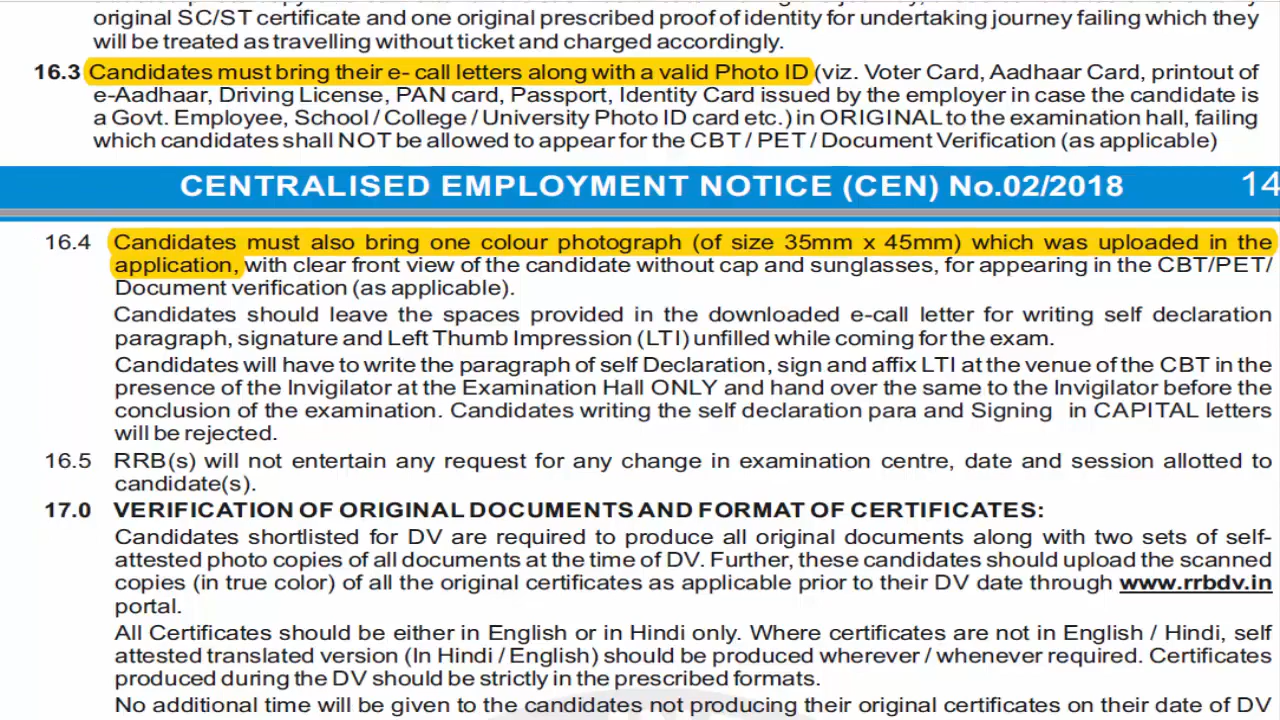 original SC/ST certificate and one original prescribed proof of identity for undertaking journey failing which they
will be treated as travelling without ticket and charged accordingly.
16.3 Candidates must bring their e- call letters along with a valid Photo ID (viz. Voter Card, Aadhaar Card, printout of
e-Aadhaar, Driving License, PAN card, Passport, Identity Card issued by the employer in case the candidate is
a Govt. Employee, School / College / University Photo ID card etc.) in ORIGINAL to the examination hall, failing
which candidates shall NOT be allowed to appear for the CBT / PET / Document Verification (as applicable)
CENTRALISED EMPLOYMENT NOTICE (CEN) No.02/2018 14
16.4 Candidates must also bring one colour photograph (of size 35mm x 45mm) which was uploaded in the
application, with clear front view of the candidate without cap and sunglasses, for appearing in the CBT/PET/
Document verification (as applicable).
Candidates should leave the spaces provided in the downloaded e-call letter for writing self declaration
paragraph, signature and Left Thumb Impression (LTI) unfilled while coming for the exam.
Candidates will have to write the paragraph of self Declaration, sign and affix LTI at the venue of the CBT in the
presence of the Invigilator at the Examination Hall ONLY and hand over the same to the Invigilator before the
conclusion of the examination. Candidates writing the self declaration para and Signing in CAPITAL letters
will be rejected.
16.5 RRB(s) will not entertain any request for any change in examination centre, date and session allotted to
candidate(s).
17.0 VERIFICATION OF ORIGINAL DOCUMENTS AND FORMAT OF CERTIFICATES:
Candidates shortlisted for DV are required to produce all original documents along with two sets of self-
attested photo copies of all documents at the time of DV. Further, these candidates should upload the scanned
copies (in true color) of all the original certificates as applicable prior to their DV date through www.rrbdv.in
portal.
All Certificates should be either in English or in Hindi only. Where certificates are not in English / Hindi, self
attested translated version (In Hindi / English) should be produced wherever / whenever required. Certificates
produced during the DV should be strictly in the prescribed formats.
No additional time will be given to the candidates not producing their original certificates on their date of DV